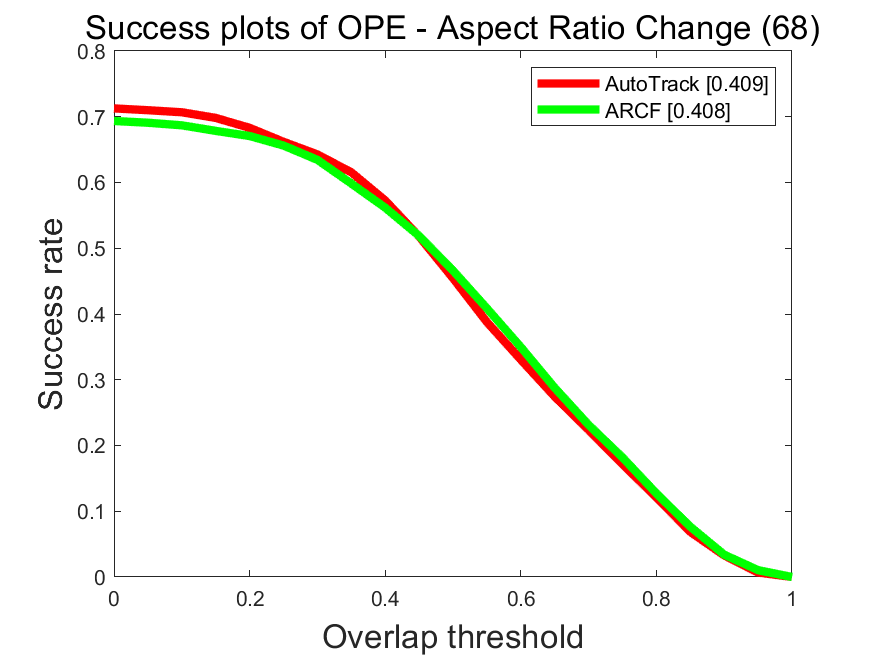 Success plots of OPE - Aspect Ratio Change (68)
AutoTrack [0.409]
ARCF [0.408]
Success rate
0.8
0.7
0.6
0.5
0.4
0.3
0.2
0.1
0
0 0.2 0.4 0.6 0.8 1
Overlap threshold